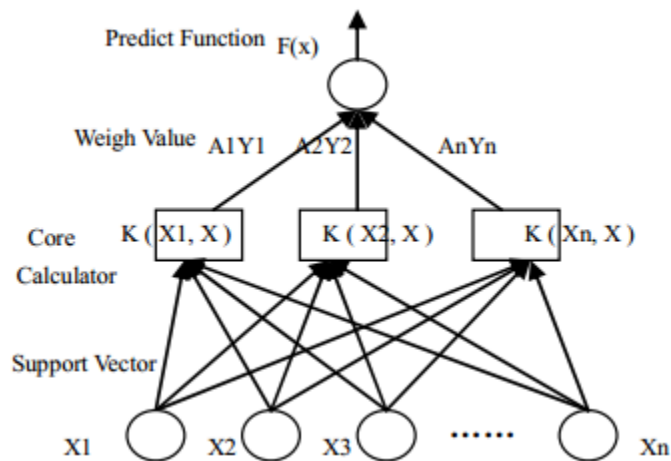 Predict Function F(x)
Weigh Value A1Y1 A2Y2 AnYn
Core K ( X1, X ) K ( X2, X ) K ( Xn, X )
Calculator
Support Vector
X1 X2 X3 ...... Xn